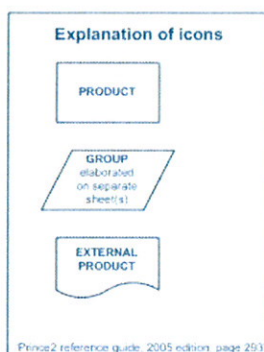 Explanation of icons
PRODUCT
GROUP
elaborated
on separate
sheet(s)
EXTERNAL
PRODUCT
Prince2 reference guide, 2005 edition, page 293